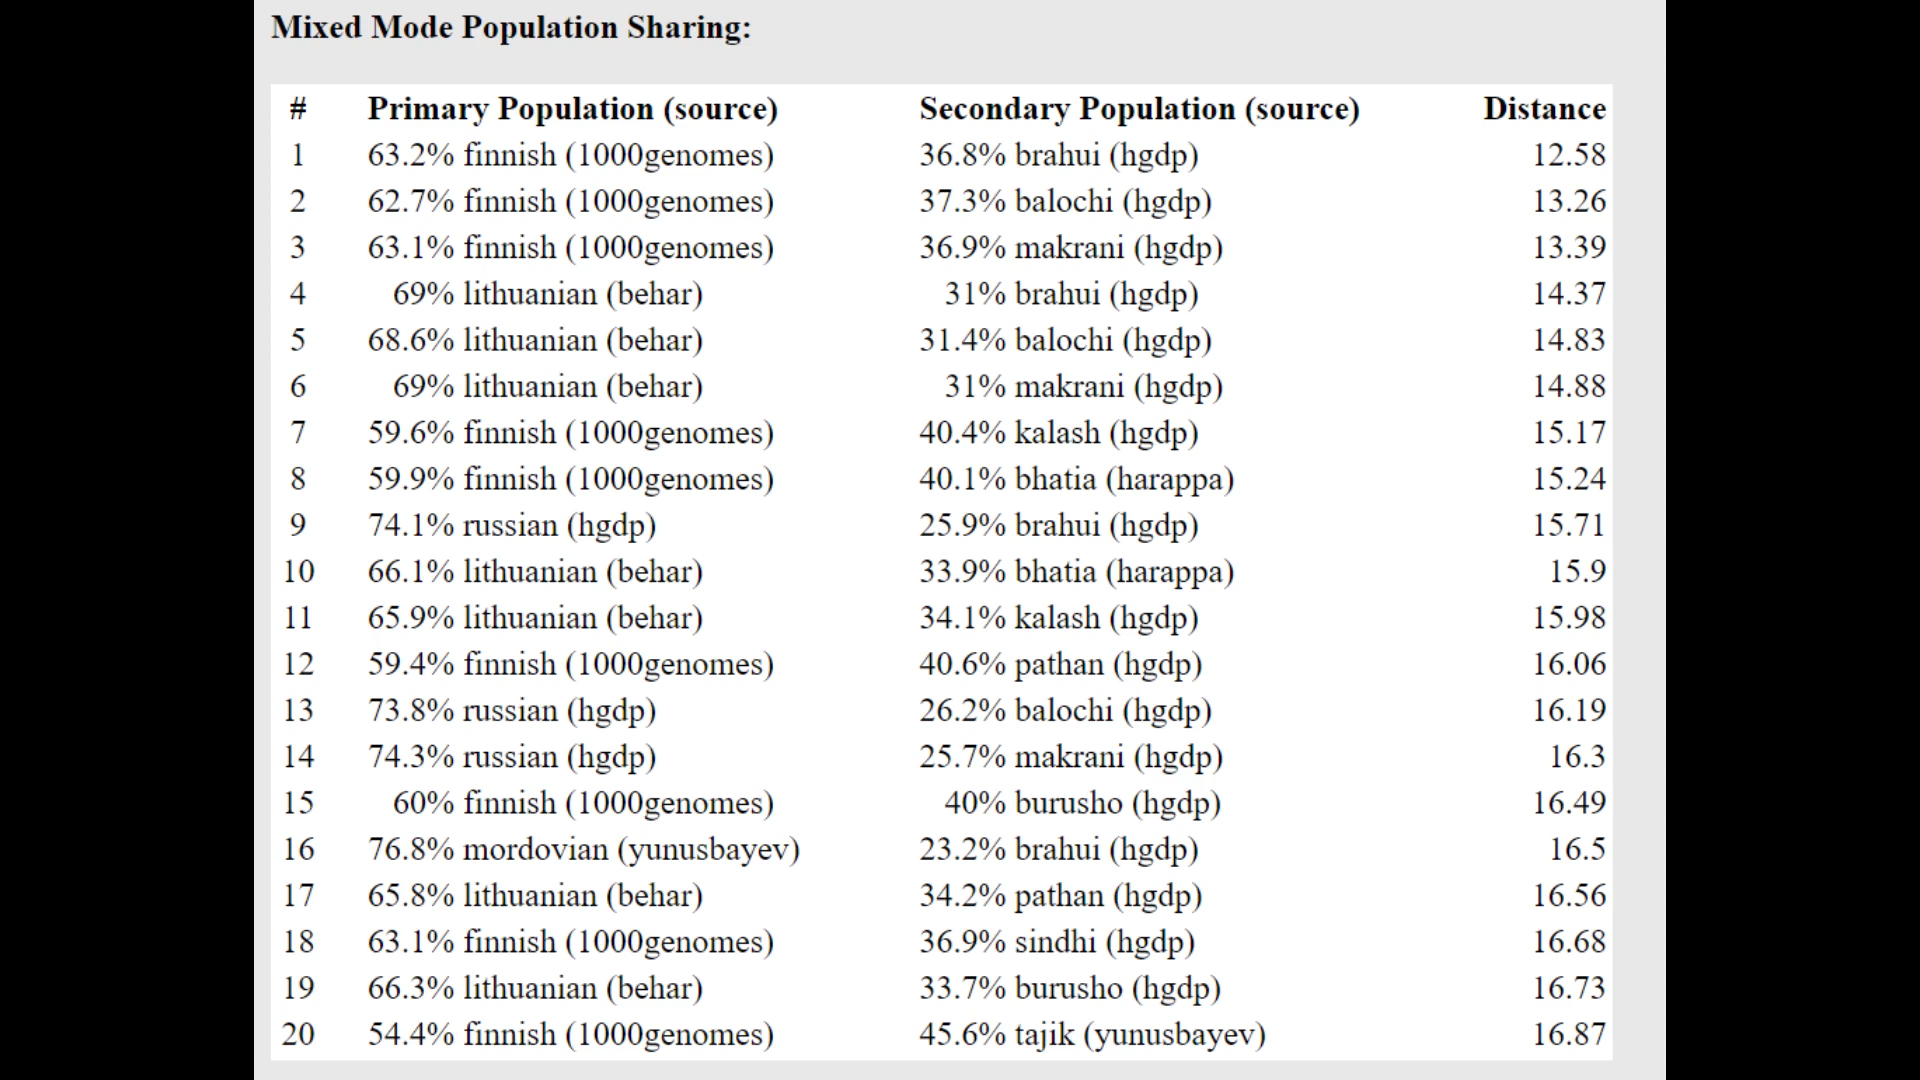 Mixed Mode Population Sharing:
# Primary Population (source) Secondary Population (source) Distance
1 63.2% finnish (1000genomes) 36.8% brahui (hgdp) 12.58
2 62.7% finnish (1000genomes) 37.3% balochi (hgdp) 13.26
3 63.1% finnish (1000genomes) 36.9% makrani (hgdp) 13.39
4 69% lithuanian (behar) 31% brahui (hgdp) 14.37
5 68.6% lithuanian (behar) 31.4% balochi (hgdp) 14.83
6 69% lithuanian (behar) 31% makrani (hgdp) 14.88
7 59.6% finnish (1000genomes) 40.4% kalash (hgdp) 15.17
8 59.9% finnish (1000genomes) 40.1% bhatia (harappa) 15.24
9 74.1% russian (hgdp) 25.9% brahui (hgdp) 15.71
10 66.1% lithuanian (behar) 33.9% bhatia (harappa) 15.9
11 65.9% lithuanian (behar) 34.1% kalash (hgdp) 15.98
12 59.4% finnish (1000genomes) 40.6% pathan (hgdp) 16.06
13 73.8% russian (hgdp) 26.2% balochi (hgdp) 16.19
14 74.3% russian (hgdp) 25.7% makrani (hgdp) 16.3
15 60% finnish (1000genomes) 40% burusho (hgdp) 16.49
16 76.8% mordovian (yunusbayev) 23.2% brahui (hgdp) 16.5
17 65.8% lithuanian (behar) 34.2% pathan (hgdp) 16.56
18 63.1% finnish (1000genomes) 36.9% sindhi (hgdp) 16.68
19 66.3% lithuanian (behar) 33.7% burusho (hgdp) 16.73
20 54.4% finnish (1000genomes) 45.6% tajik (yunusbayev) 16.87